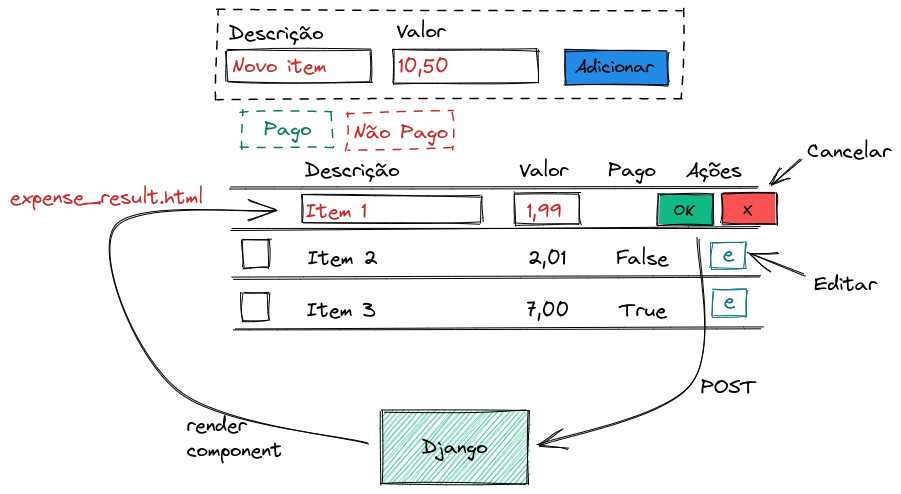 Descrição Valor
Novo item 10,50 Adicionar
Pago Não Pago
Descrição Valor Pago Ações
Cancelar
expense_result.html
Item 1 1,99 OK X
Item 2 2,01 False e
Editar
Item 3 7,00 True e
POST
render
component
Django